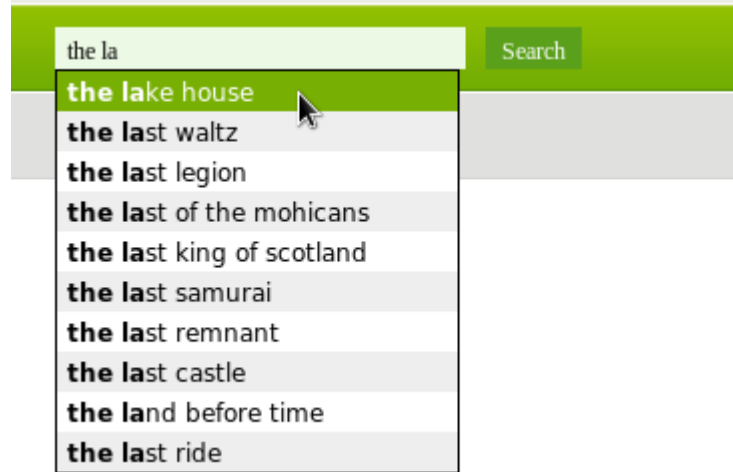 the la
Search
the lake house
the last waltz
the last legion
the last of the mohicans
the last king of scotland
the last samurai
the last remnant
the last castle
the land before time
the last ride